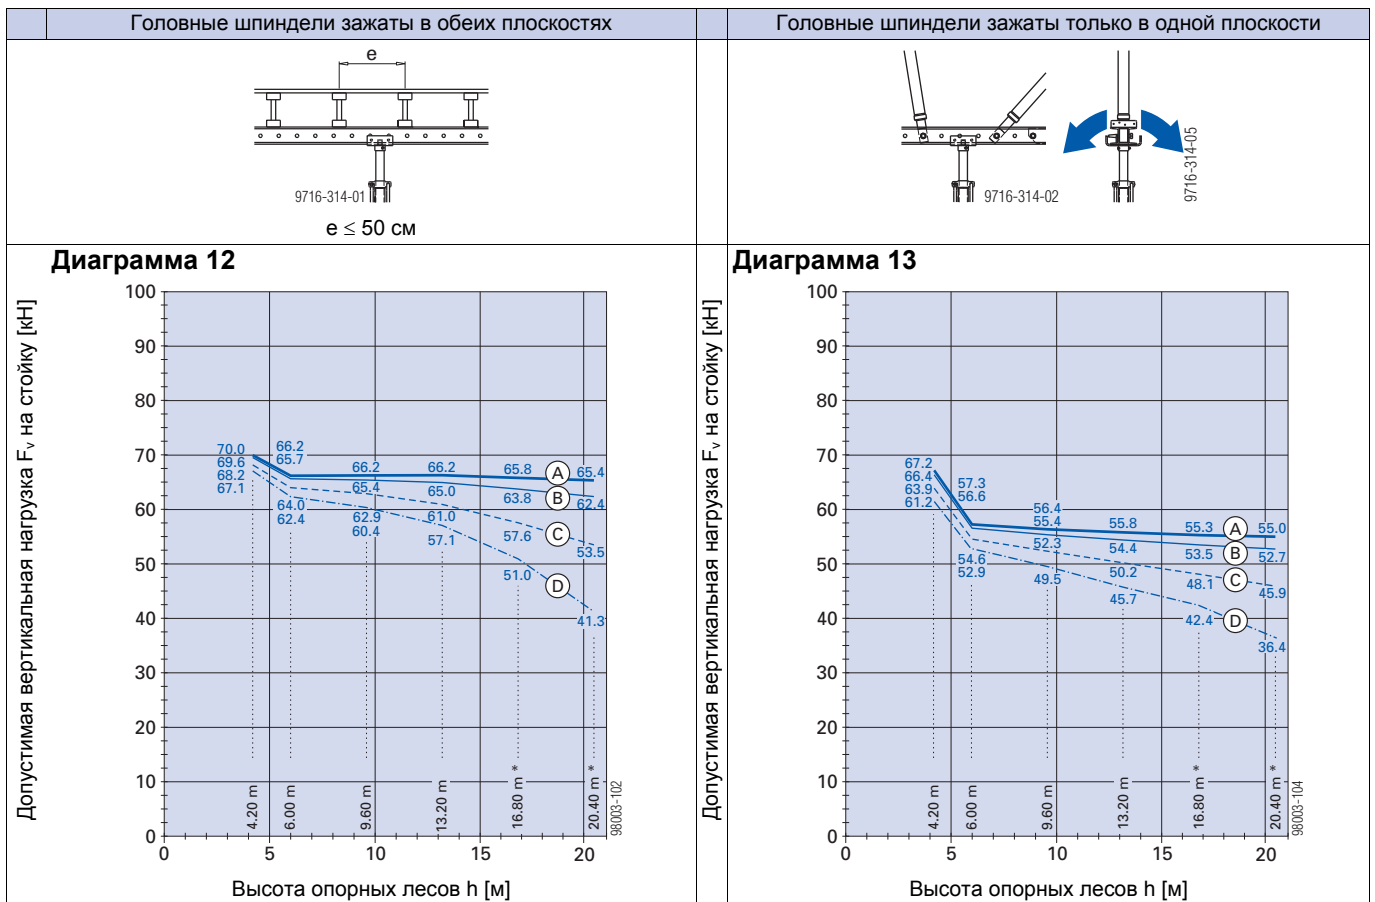 Головные шпиндели зажаты в обеих плоскостях
Головные шпиндели зажаты только в одной плоскости
e
9716-314-01
e ≤ 50 см
9716-314-02
9716-314-05
Диаграмма 12
Допустимая вертикальная нагрузка Fᵥ на стойку [кН]
100
90
80
70
60
50
40
30
20
10
0
70.0
69.6
68.2
67.1
66.2
65.7
64.0
62.4
66.2
65.4
62.9
60.4
66.2
65.0
61.0
57.1
65.8
63.8
57.6
51.0
65.4
62.4
53.5
41.3
A
B
C
D
4.20 m
6.00 m
9.60 m
13.20 m
16.80 m *
20.40 m *
98003-102
0 5 10 15 20
Высота опорных лесов h [м]
Диаграмма 13
Допустимая вертикальная нагрузка Fᵥ на стойку [кН]
100
90
80
70
60
50
40
30
20
10
0
67.2
66.4
63.9
61.2
57.3
56.6
54.6
52.9
56.4
55.4
52.3
49.5
55.8
54.4
50.2
45.7
55.3
53.5
48.1
42.4
55.0
52.7
45.9
36.4
A
B
C
D
4.20 m
6.00 m
9.60 m
13.20 m
16.80 m *
20.40 m *
98003-104
0 5 10 15 20
Высота опорных лесов h [м]